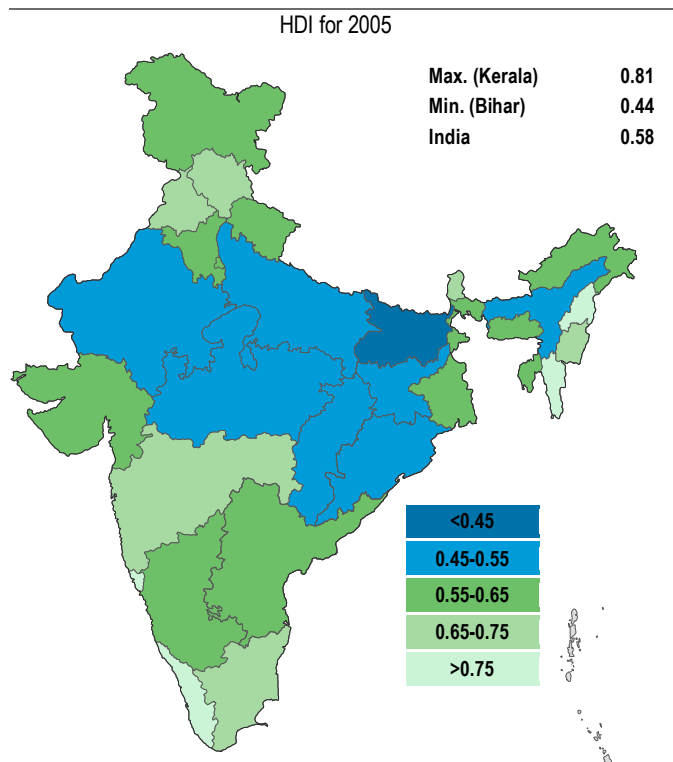 HDI for 2005
Max. (Kerala) 0.81
Min. (Bihar) 0.44
India 0.58
<0.45
0.45-0.55
0.55-0.65
0.65-0.75
>0.75